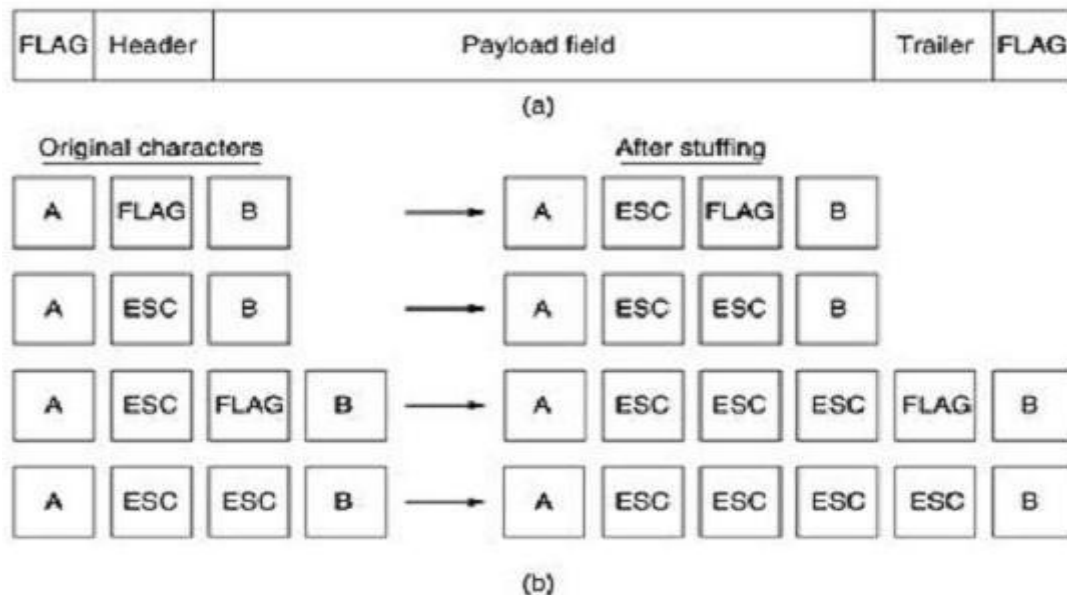 FLAG Header Payload field Trailer FLAG
(a)
Original characters After stuffing
A FLAG B A ESC FLAG B
A ESC B A ESC ESC B
A ESC FLAG B A ESC ESC ESC FLAG B
A ESC ESC B A ESC ESC ESC ESC B
(b)